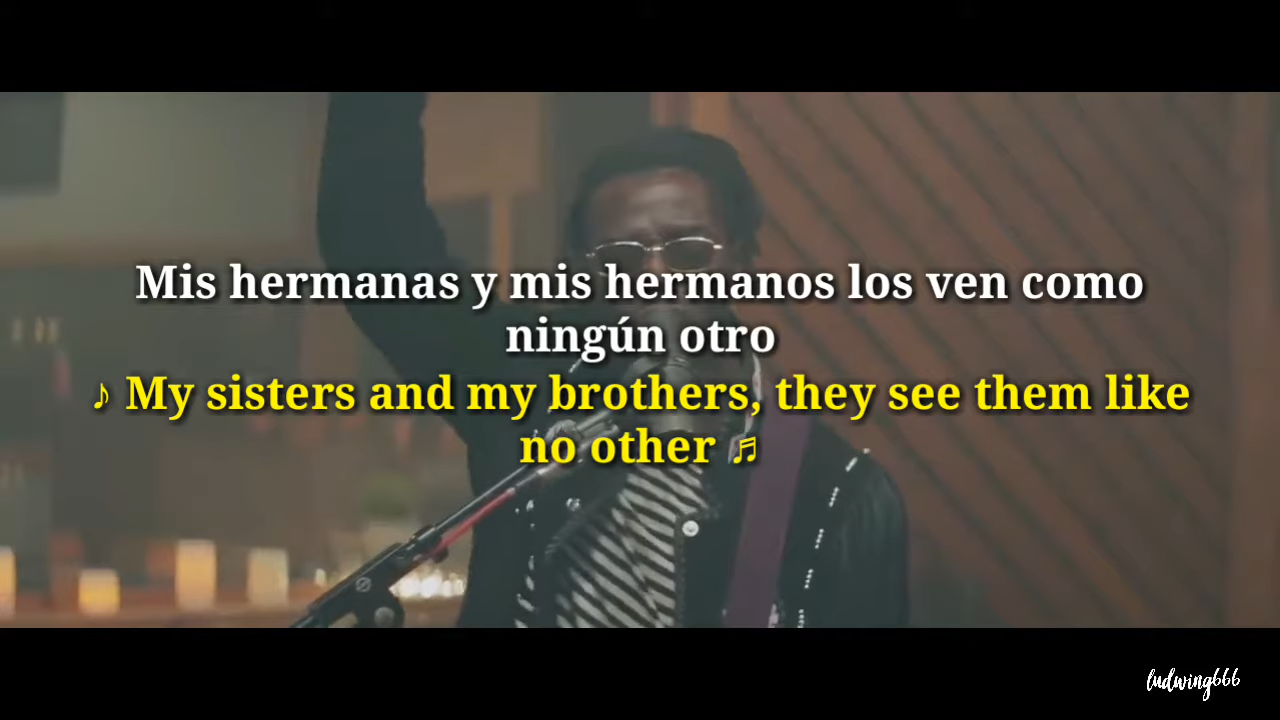 Mis hermanas y mis hermanos los ven como
ningún otro
♪ My sisters and my brothers, they see them like
no other ♬
ludwing666